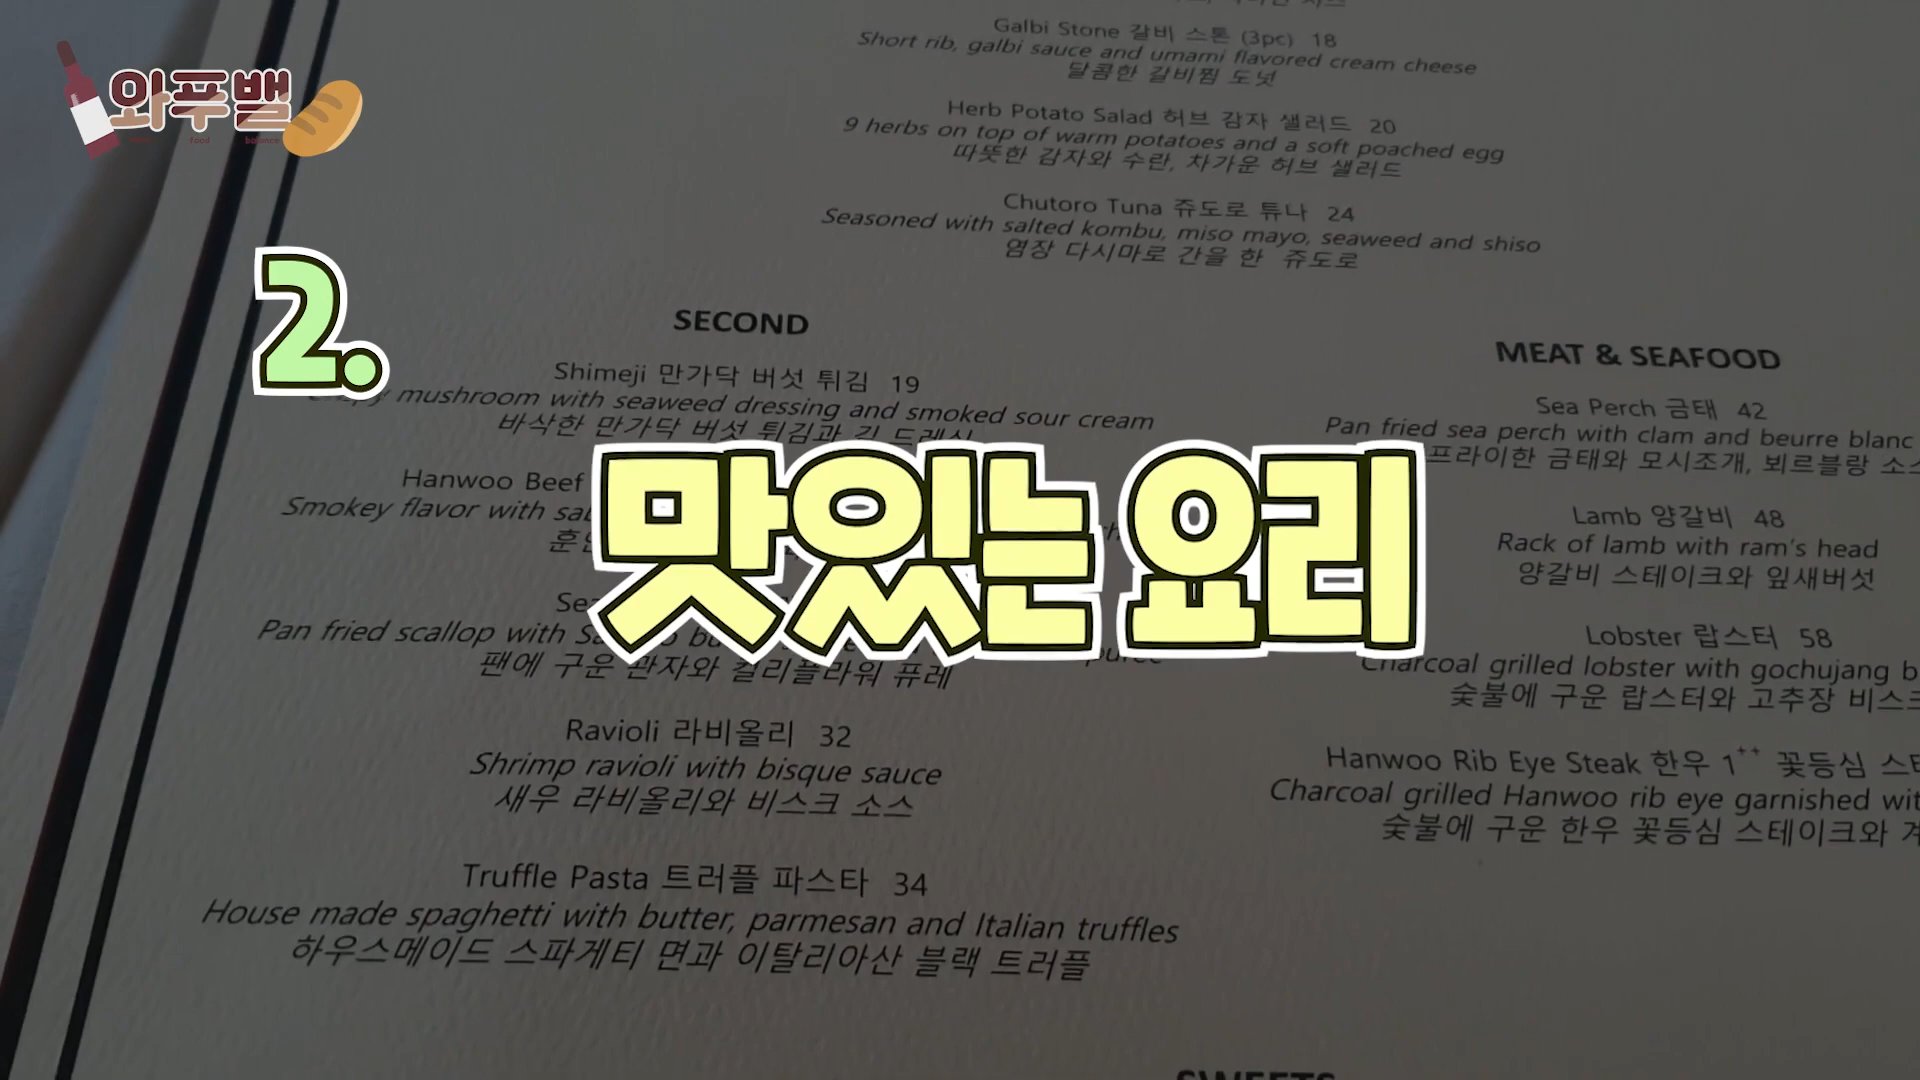 와푸밸
food
balance
Galbi Stone 갈비 스톤 (3pc) 18
Short rib, galbi sauce and umami flavored cream cheese
달콤한 갈비찜 도넛
Herb Potato Salad 허브 감자 샐러드 20
9 herbs on top of warm potatoes and a soft poached egg
따뜻한 감자와 수란, 차가운 허브 샐러드
Chutoro Tuna 쥬도로 튜나 24
Seasoned with salted kombu, miso mayo, seaweed and shiso
염장 다시마로 간을 한 쥬도로
2.
맛있는 요리
SECOND
Shimeji 만가닥 버섯 튀김 19
mushroom with seaweed dressing and smoked sour cream
바삭한 만가닥 버섯 튀김과 김 드레싱
Hanwoo Beef
Smokey flavor with
Pan fried scallop with
팬에 구운 관자와 컬리플라워 퓨레
Ravioli 라비올리 32
Shrimp ravioli with bisque sauce
새우 라비올리와 비스크 소스
Truffle Pasta 트러플 파스타 34
House made spaghetti with butter, parmesan and Italian truffles
하우스메이드 스파게티 면과 이탈리아산 블랙 트러플
MEAT & SEAFOOD
Sea Perch 금태 42
Pan fried sea perch with clam and beurre blanc
프라이한 금태와 모시조개, 뵈르블랑
Lamb 양갈비 48
Rack of lamb with ram's head
양갈비 스테이크와 잎새버섯
Lobster 랍스터 58
Charcoal grilled lobster with gochujang
숯불에 구운 랍스터와 고추장
Hanwoo Rib Eye Steak 한우 1++ 꽃등심
Charcoal grilled Hanwoo rib eye garnished
숯불에 구운 한우 꽃등심 스테이크와
SWEETS